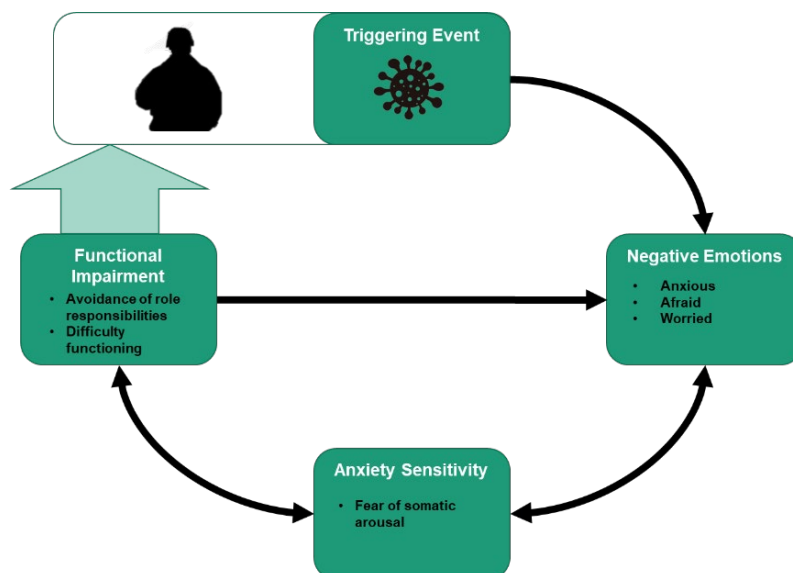 Triggering Event
Functional
Impairment
• Avoidance of role
responsibilities
• Difficulty
functioning
Negative Emotions
• Anxious
• Afraid
• Worried
Anxiety Sensitivity
• Fear of somatic
arousal